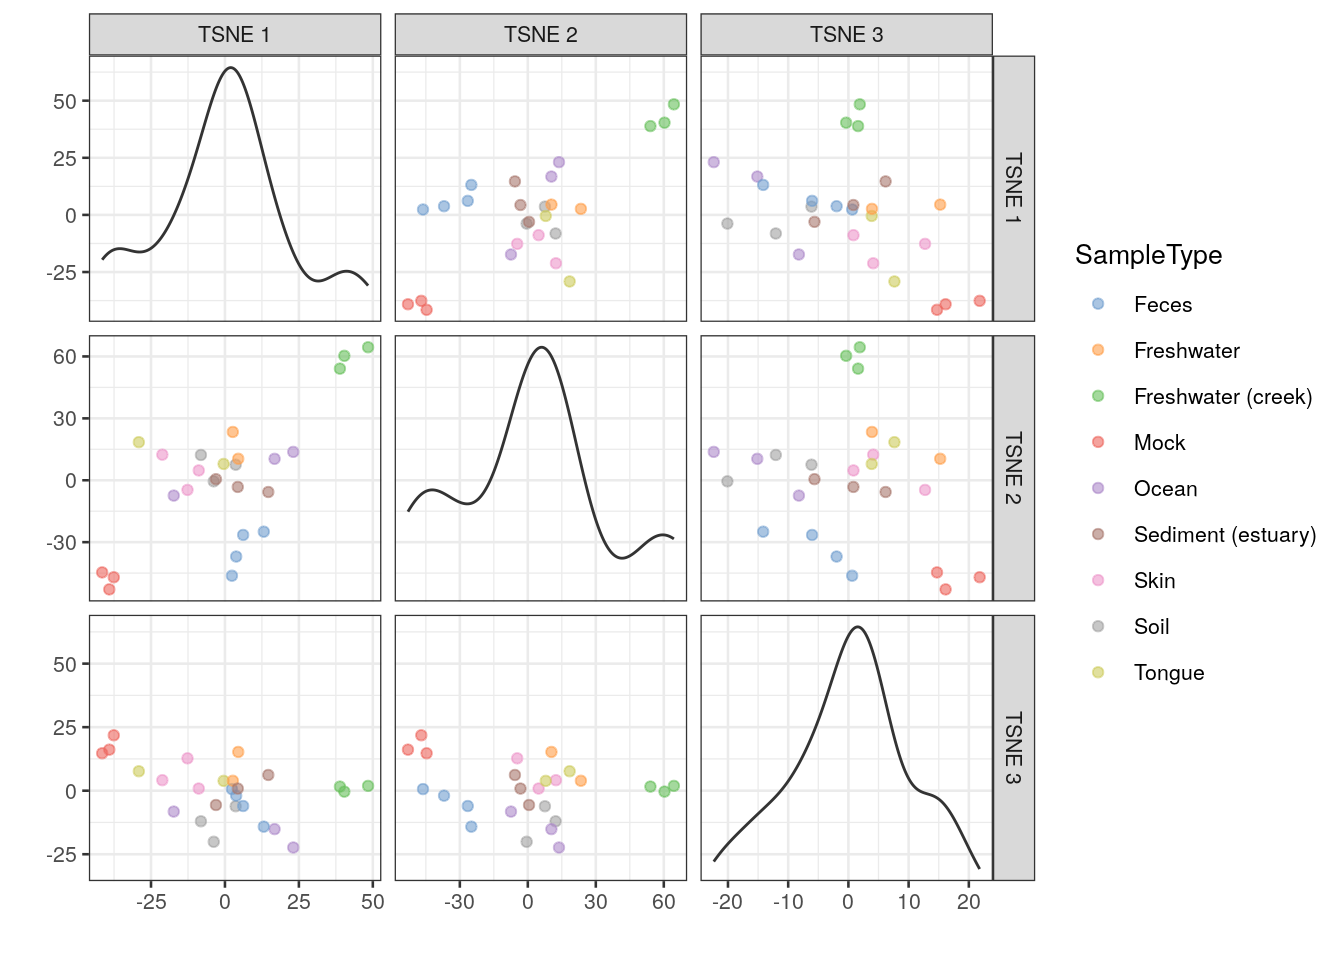 TSNE 1
TSNE 2
TSNE 3
50
25
0
-25
TSNE 1
60
30
0
-30
TSNE 2
50
25
0
-25
TSNE 3
-25
0
25
50
-30
0
30
60
-20
-10
0
10
20
SampleType
Feces
Freshwater
Freshwater (creek)
Mock
Ocean
Sediment (estuary)
Skin
Soil
Tongue